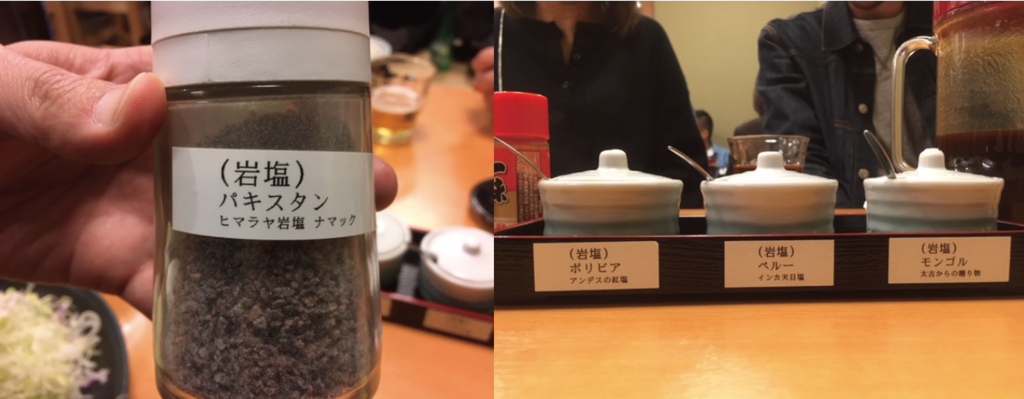 (岩塩)
パキスタン
ヒマラヤ岩塩 ナマック
一味
(岩塩)
ボリビア
アンデスの紅塩
(岩塩)
ペルー
インカ天日塩
(岩塩)
モンゴル
太古からの贈り物